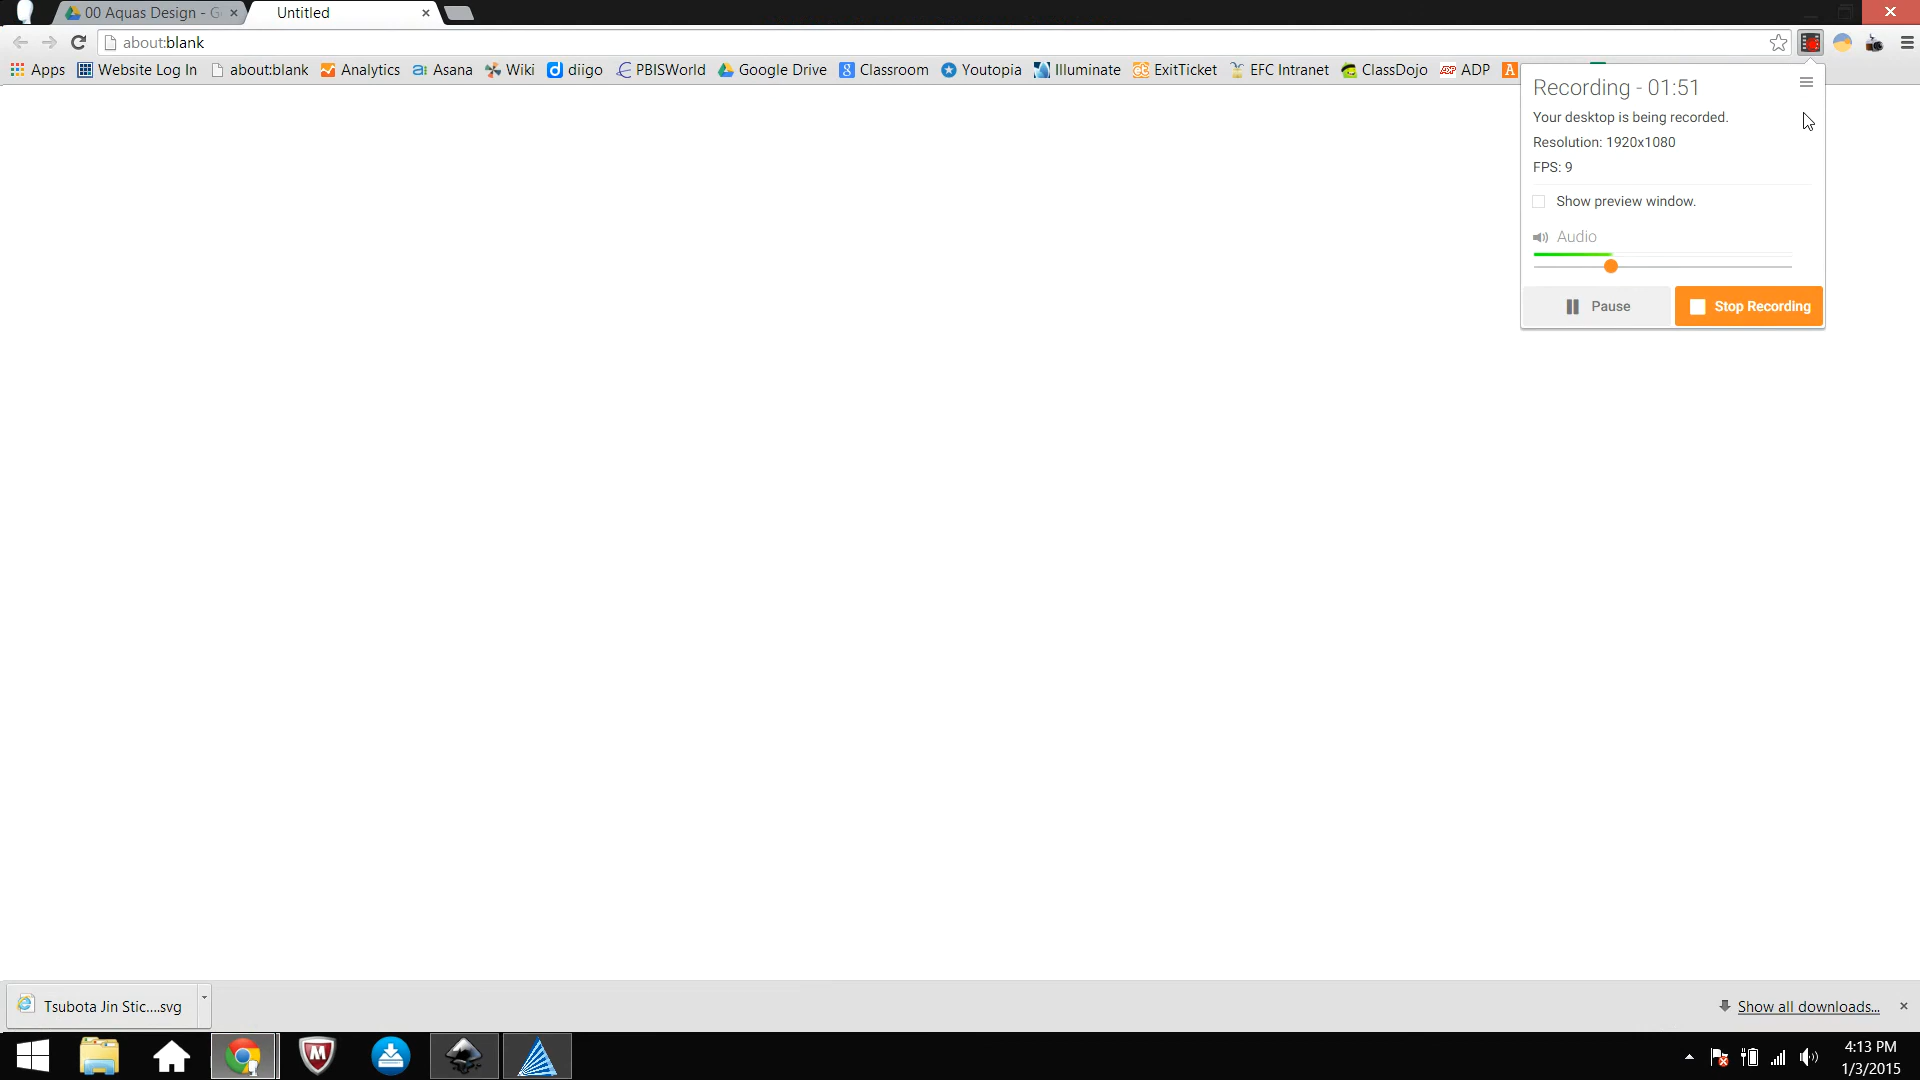 00 Aquas Design - G
Untitled
about:blank
Apps
Website Log In
about:blank
Analytics
Asana
Wiki
diigo
PBISWorld
Google Drive
Classroom
Youtopia
Illuminate
ExitTicket
EFC Intranet
ClassDojo
ADP
Recording - 01:51
Your desktop is being recorded.
Resolution: 1920x1080
FPS: 9
Show preview window.
Audio
Pause
Stop Recording
Tsubota Jin Stic....svg
Show all downloads...
4:13 PM
1/3/2015